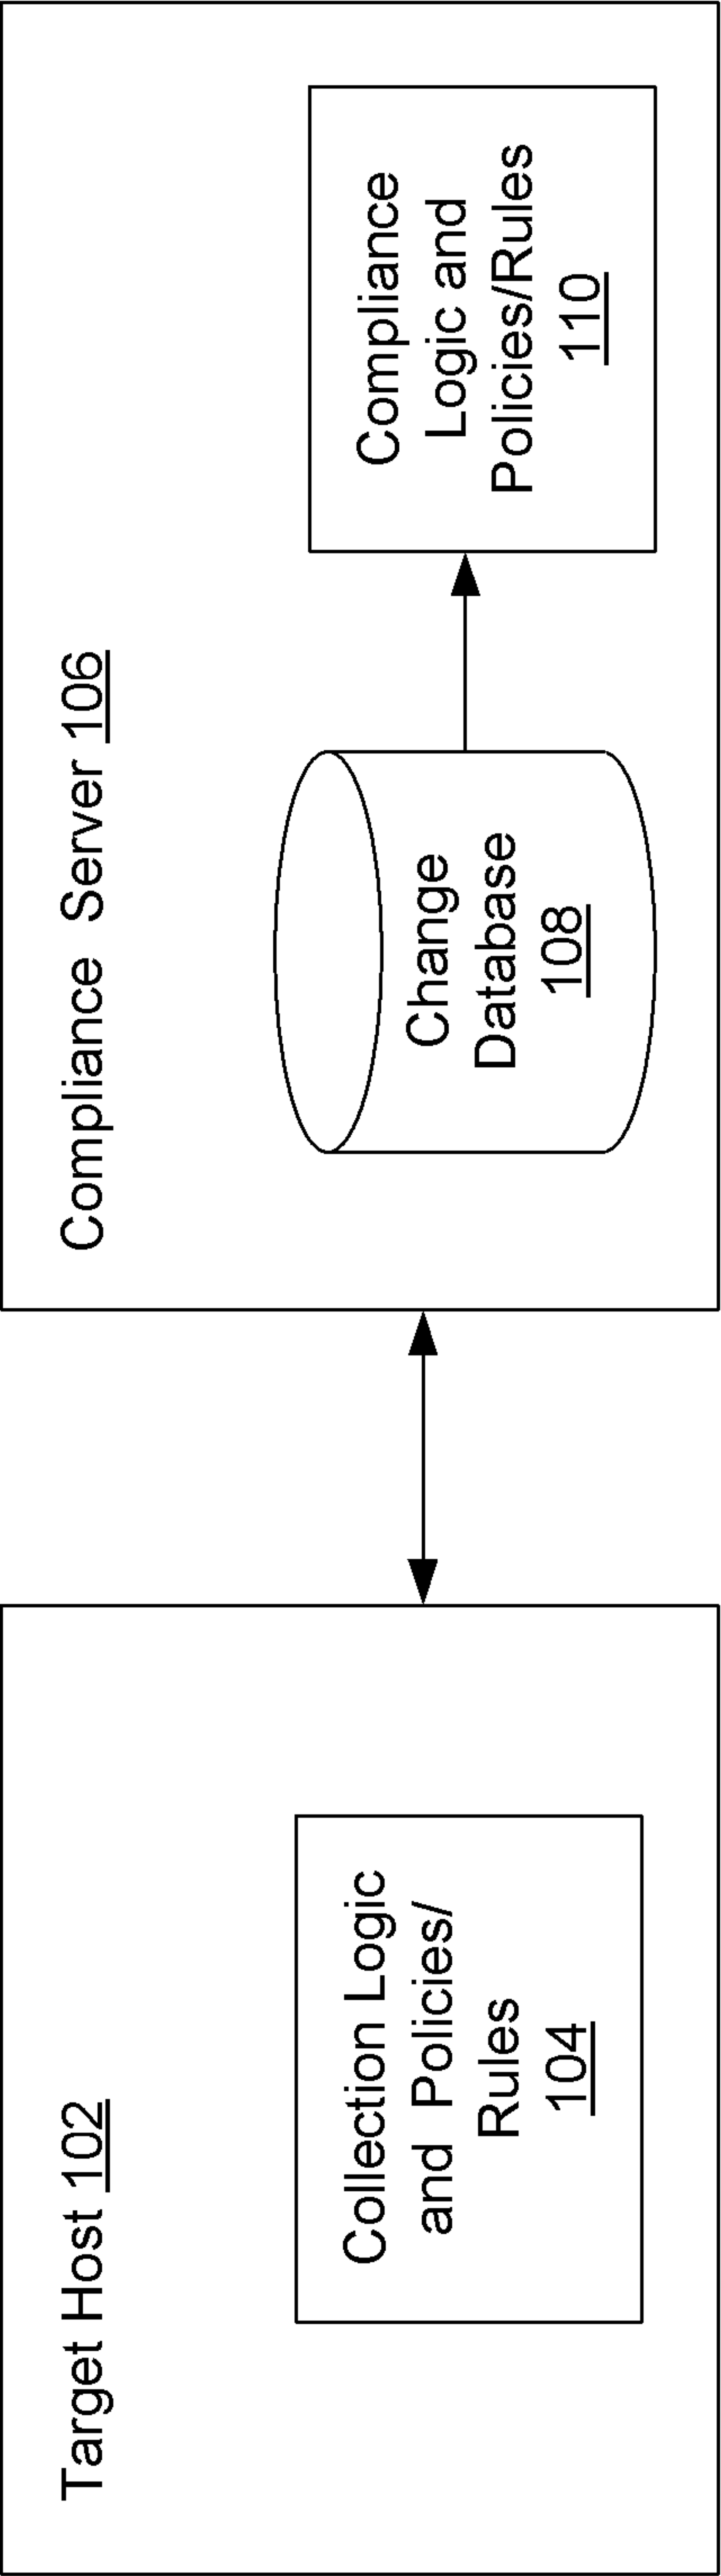 Target Host 102
Collection Logic
and Policies/
Rules
104
Compliance Server 106
Change
Database
108
Compliance
Logic and
Policies/Rules
110